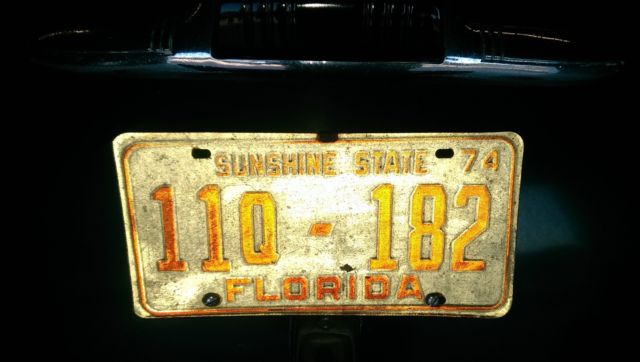 SUNSHINE STATE 74
11Q-182
FLORIDA